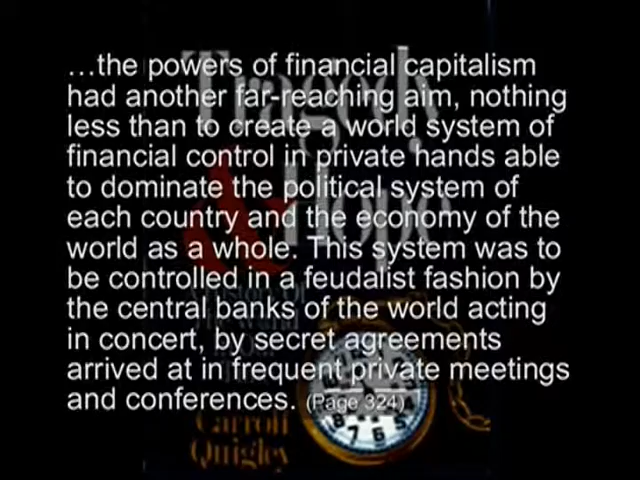 …the powers of financial capitalism
had another far-reaching aim, nothing
less than to create a world system of
financial control in private hands able
to dominate the political system of
each country and the economy of the
world as a whole. This system was to
be controlled in a feudalist fashion by
the central banks of the world acting
in concert, by secret agreements
arrived at in frequent private meetings
and conferences. (Page 324)
Tragedy
&
Hope
Carroll
Quigley